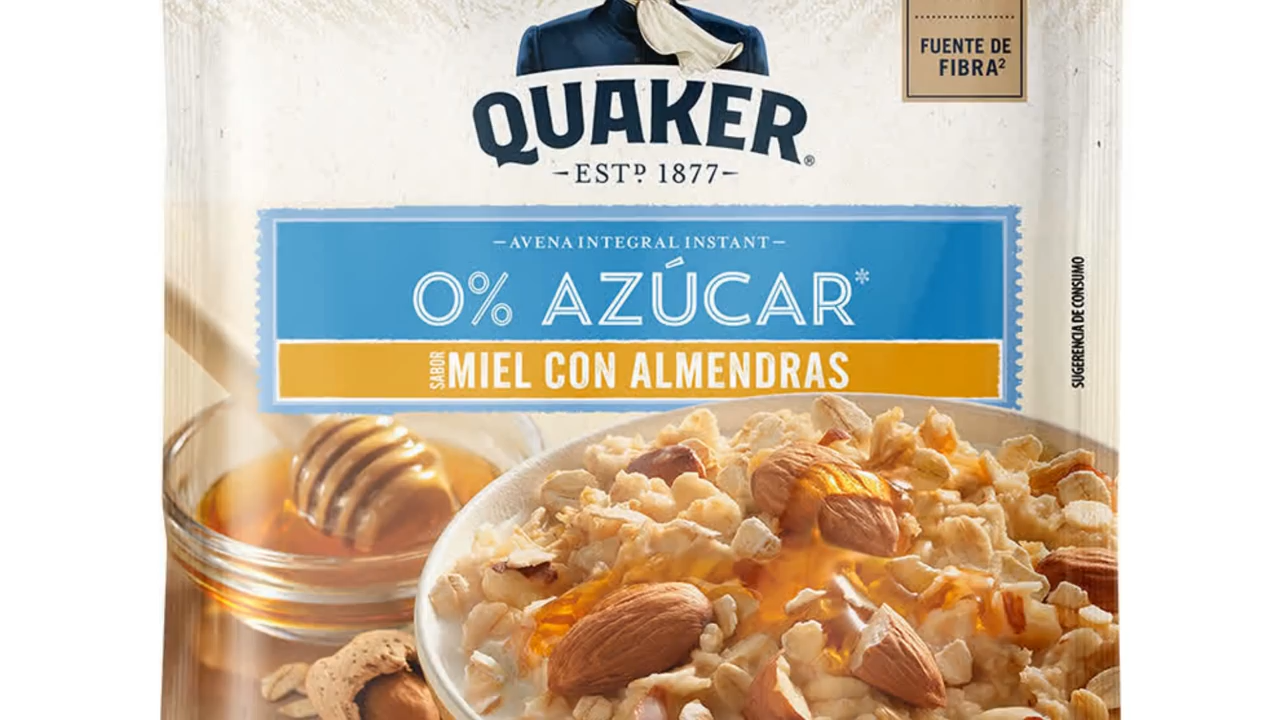 FUENTE DE
FIBRA²
QUAKER®
–ESTᴰ 1877–
–AVENA INTEGRAL INSTANT–
0% AZÚCAR*
SABOR MIEL CON ALMENDRAS
SUGERENCIA DE CONSUMO